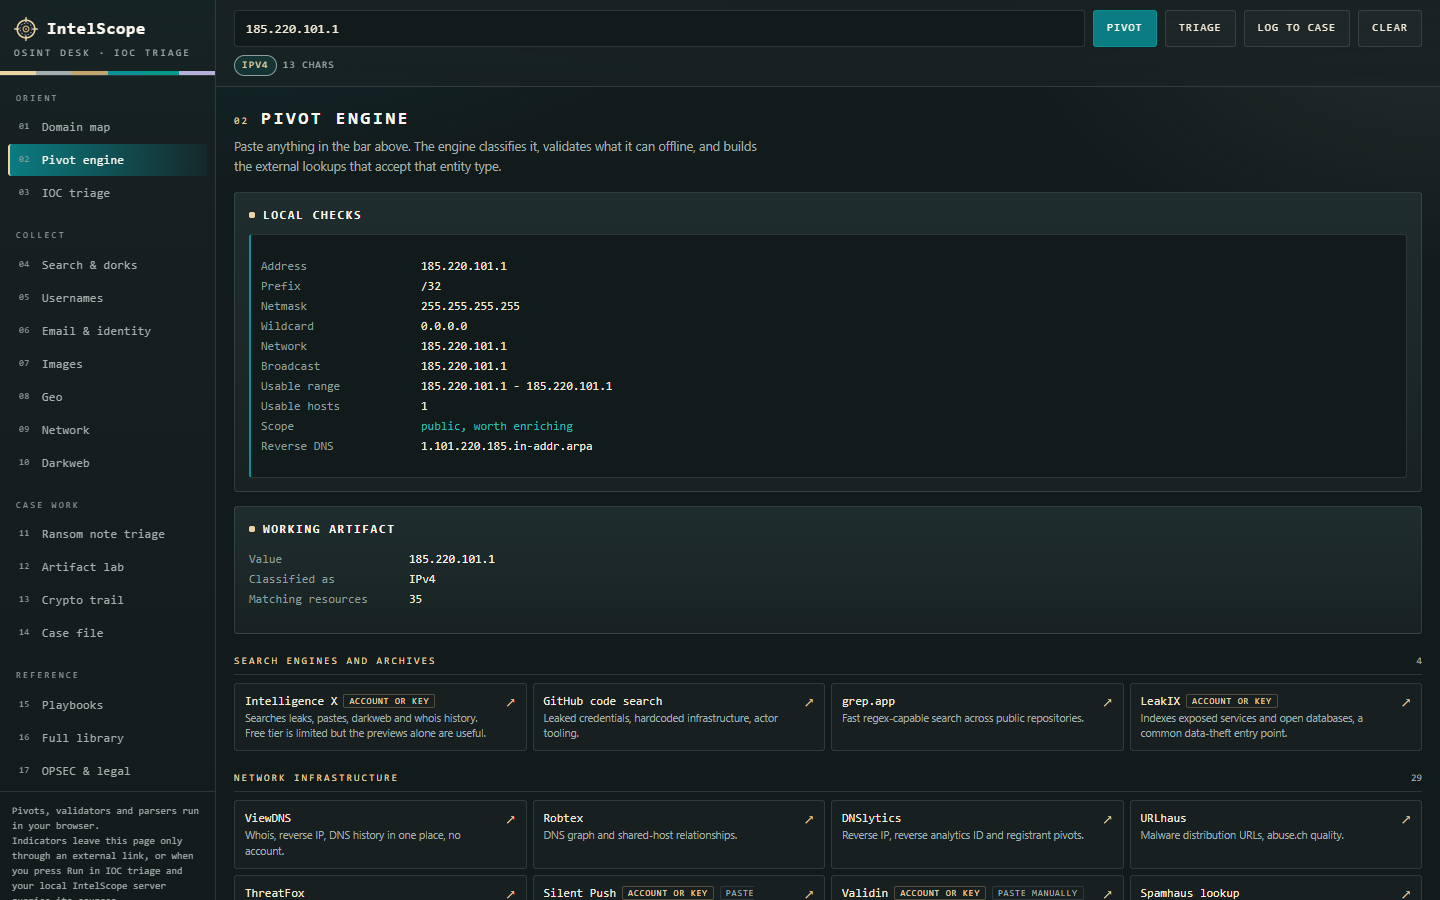 IntelScope
OSINT DESK · IOC TRIAGE
ORIENT
01 Domain map
02 Pivot engine
03 IOC triage
COLLECT
04 Search & dorks
05 Usernames
06 Email & identity
07 Images
08 Geo
09 Network
10 Darkweb
CASE WORK
11 Ransom note triage
12 Artifact lab
13 Crypto trail
14 Case file
REFERENCE
15 Playbooks
16 Full library
17 OPSEC & legal
Pivots, validators and parsers run
in your browser.
Indicators leave this page only
through an external link, or when
you press Run in IOC triage and
your local IntelScope server
185.220.101.1
PIVOT
TRIAGE
LOG TO CASE
CLEAR
IPV4 13 CHARS
02 PIVOT ENGINE
Paste anything in the bar above. The engine classifies it, validates what it can offline, and builds
the external lookups that accept that entity type.
LOCAL CHECKS
Address 185.220.101.1
Prefix /32
Netmask 255.255.255.255
Wildcard 0.0.0.0
Network 185.220.101.1
Broadcast 185.220.101.1
Usable range 185.220.101.1 - 185.220.101.1
Usable hosts 1
Scope public, worth enriching
Reverse DNS 1.101.220.185.in-addr.arpa
WORKING ARTIFACT
Value 185.220.101.1
Classified as IPv4
Matching resources 35
SEARCH ENGINES AND ARCHIVES 4
Intelligence X ACCOUNT OR KEY ↗
Searches leaks, pastes, darkweb and whois history.
Free tier is limited but the previews alone are useful.
GitHub code search ↗
Leaked credentials, hardcoded infrastructure, actor
tooling.
grep.app ↗
Fast regex-capable search across public repositories.
LeakIX ACCOUNT OR KEY ↗
Indexes exposed services and open databases, a
common data-theft entry point.
NETWORK INFRASTRUCTURE 29
ViewDNS ↗
Whois, reverse IP, DNS history in one place, no
account.
Robtex ↗
DNS graph and shared-host relationships.
DNSlytics ↗
Reverse IP, reverse analytics ID and registrant pivots.
URLhaus ↗
Malware distribution URLs, abuse.ch quality.
ThreatFox ↗
Silent Push ACCOUNT OR KEY PASTE ↗
Validin ACCOUNT OR KEY PASTE MANUALLY ↗
Spamhaus lookup ↗